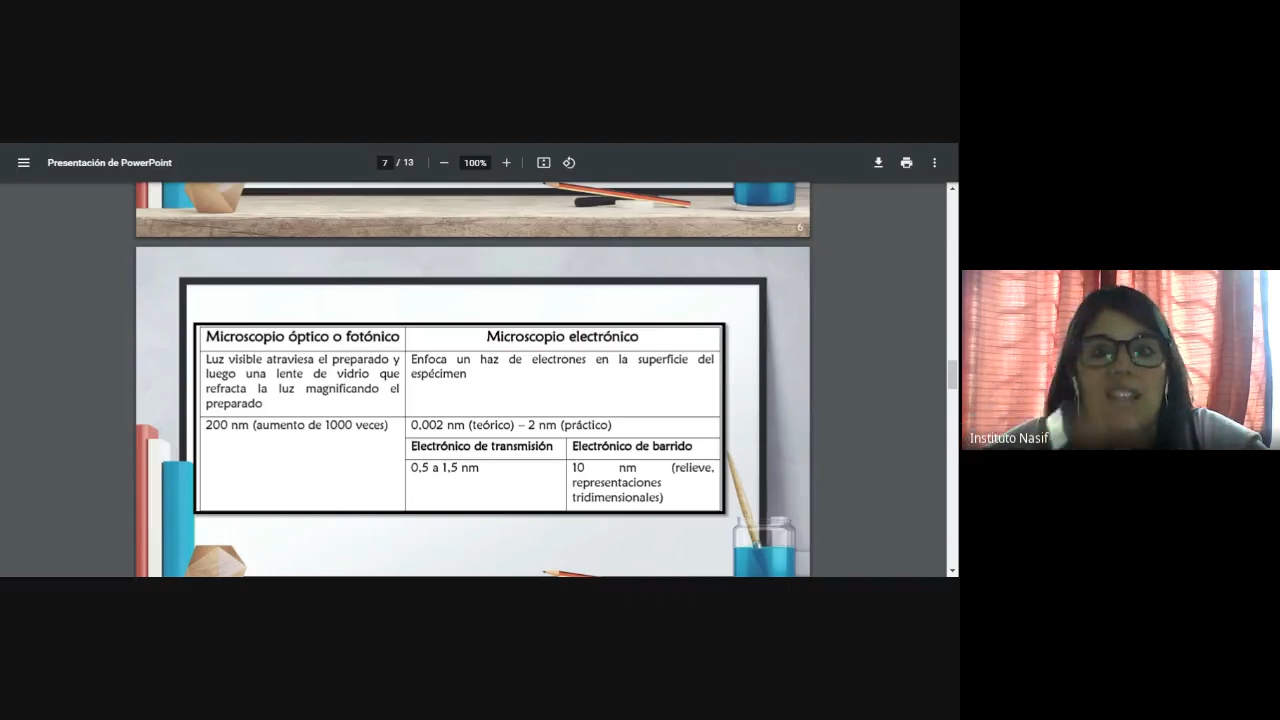 Presentación de PowerPoint
7 / 13
100%
6
Microscopio óptico o fotónico
Microscopio electrónico
Luz visible atraviesa el preparado y
luego una lente de vidrio que
refracta la luz magnificando el
preparado
Enfoca un haz de electrones en la superficie del
espécimen
200 nm (aumento de 1000 veces)
0,002 nm (teórico) – 2 nm (práctico)
Electrónico de transmisión
Electrónico de barrido
0,5 a 1,5 nm
10 nm (relieve,
representaciones
tridimensionales)
Instituto Nasif